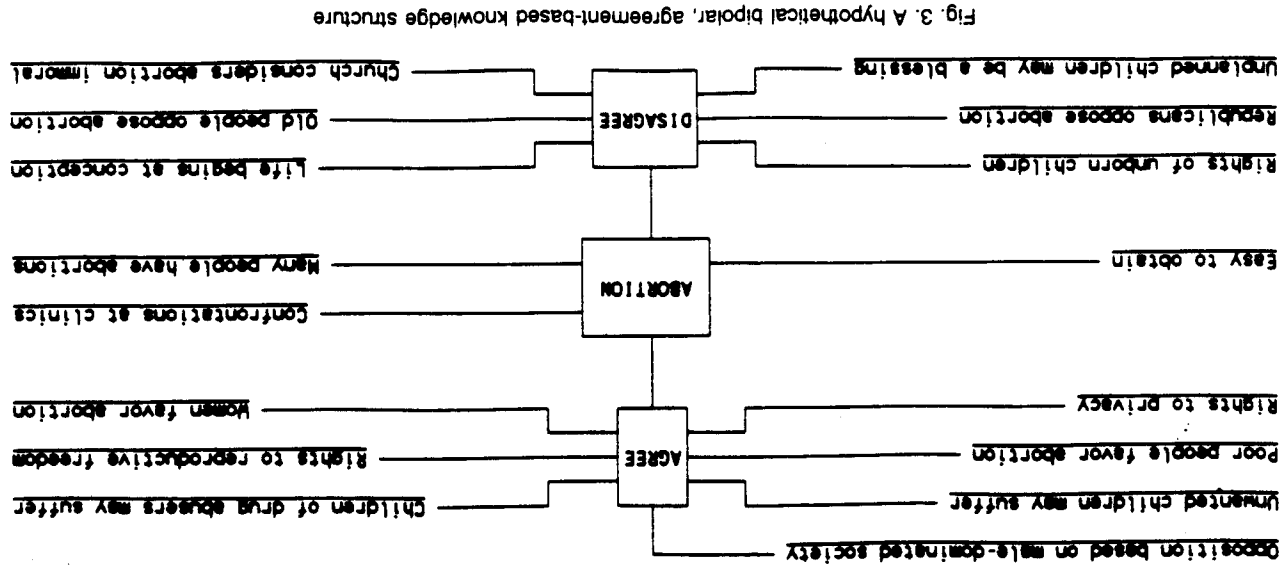 Opposition based on male-dominated society
Unwanted children may suffer
Children of drug abusers may suffer
Poor people favor abortion
AGREE
Rights to reproductive freedom
Rights to privacy
Women favor abortion
Confrontations at clinics
ABORTION
Easy to obtain
Many people have abortions
Rights of unborn children
Life begins at conception
Republicans oppose abortion
DISAGREE
Old people oppose abortion
Unplanned children may be a blessing
Church considers abortion immoral
Fig. 3. A hypothetical bipolar, agreement-based knowledge structure